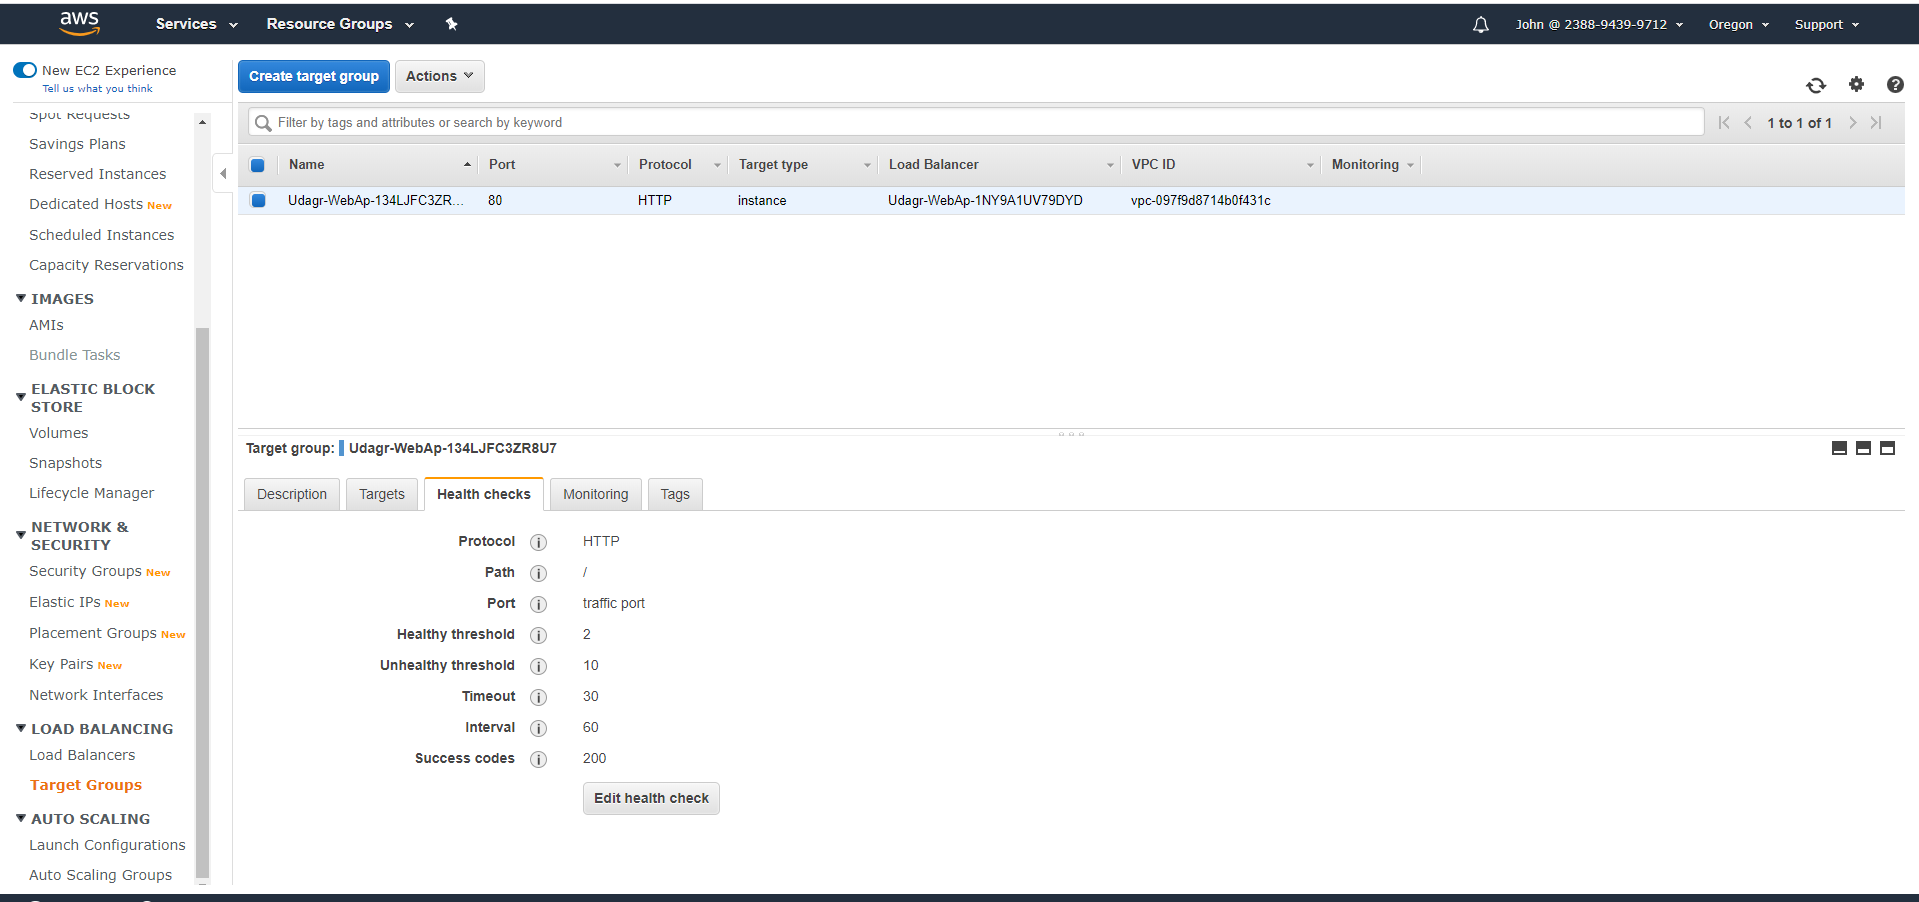 aws Services Resource Groups John @ 2388-9439-9712 Oregon Support
New EC2 Experience
Tell us what you think
Spot Requests
Savings Plans
Reserved Instances
Dedicated Hosts New
Scheduled Instances
Capacity Reservations
IMAGES
AMIs
Bundle Tasks
ELASTIC BLOCK
STORE
Volumes
Snapshots
Lifecycle Manager
NETWORK &
SECURITY
Security Groups New
Elastic IPs New
Placement Groups New
Key Pairs New
Network Interfaces
LOAD BALANCING
Load Balancers
Target Groups
AUTO SCALING
Launch Configurations
Auto Scaling Groups
Create target group Actions
Filter by tags and attributes or search by keyword 1 to 1 of 1
Name Port Protocol Target type Load Balancer VPC ID Monitoring
Udagr-WebAp-134LJFC3ZR... 80 HTTP instance Udagr-WebAp-1NY9A1UV79DYD vpc-097f9d8714b0f431c
Target group: Udagr-WebAp-134LJFC3ZR8U7
Description Targets Health checks Monitoring Tags
Protocol HTTP
Path /
Port traffic port
Healthy threshold 2
Unhealthy threshold 10
Timeout 30
Interval 60
Success codes 200
Edit health check